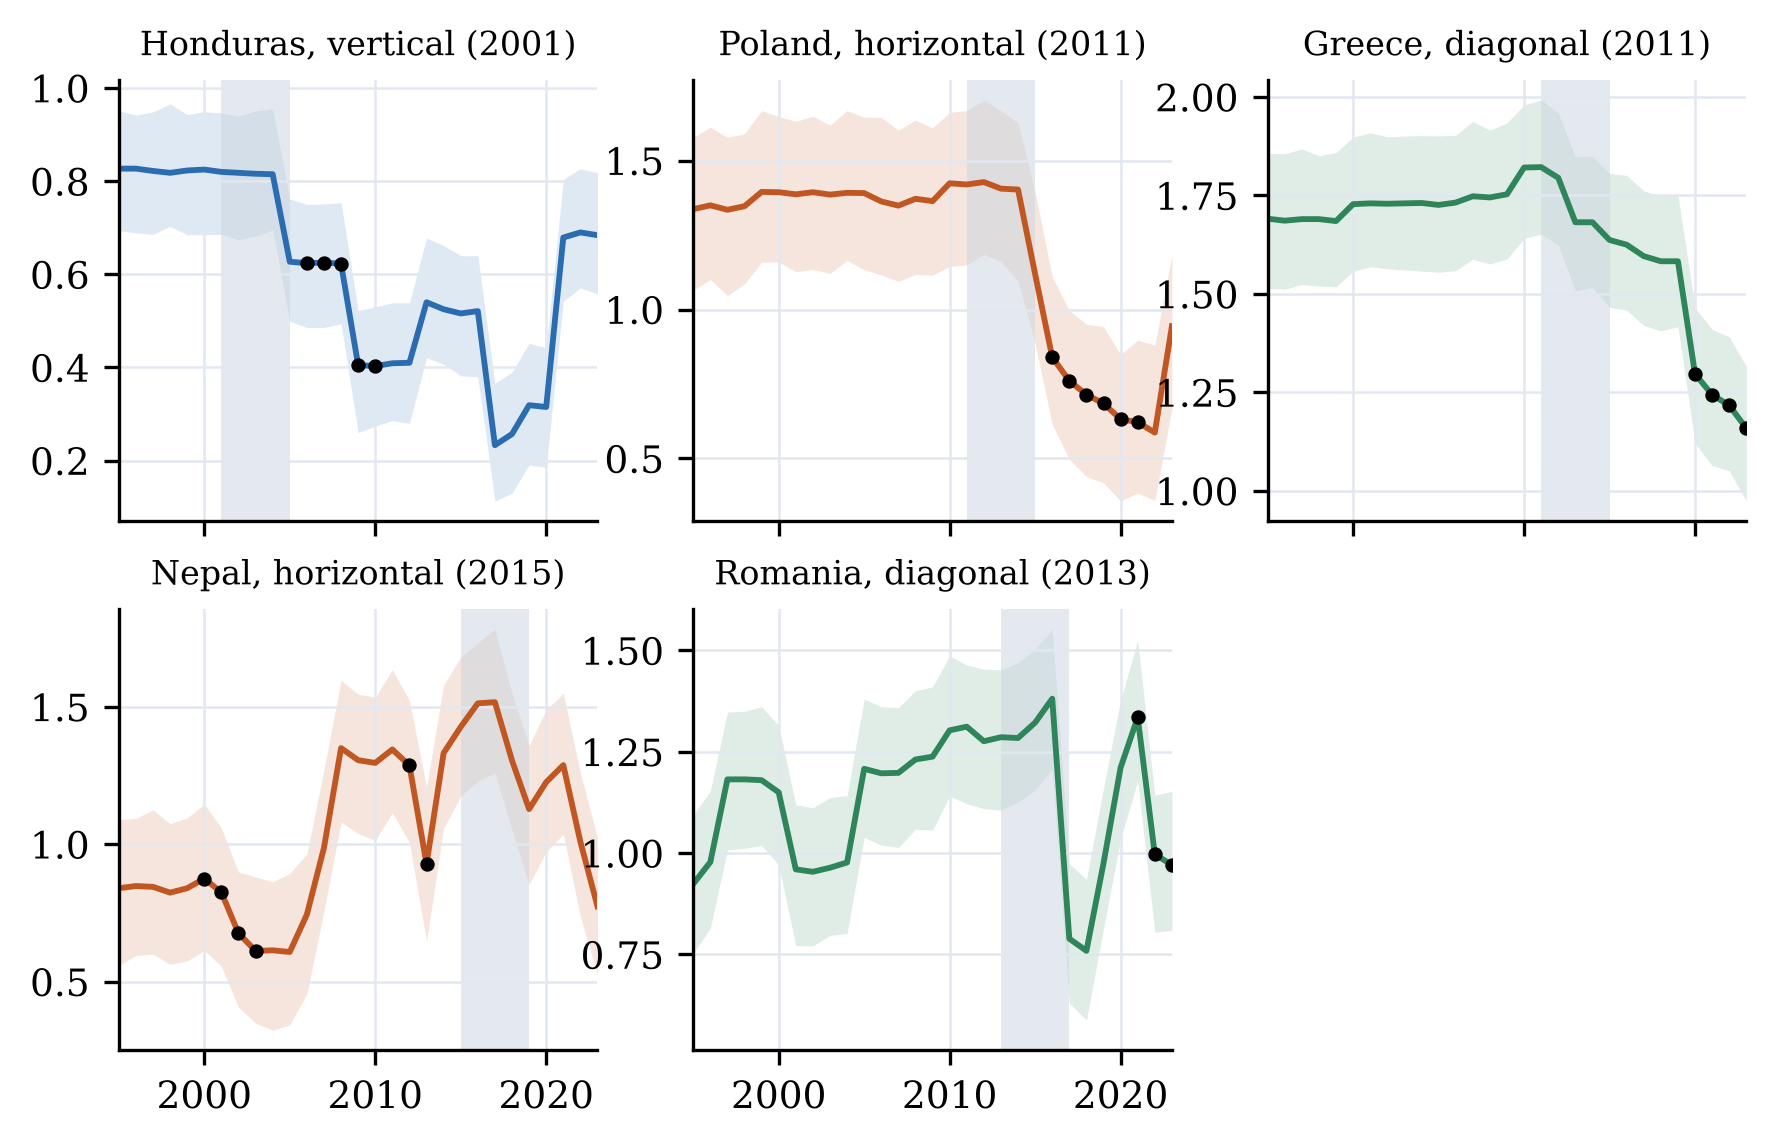 Honduras, vertical (2001)
1.0
0.8
0.6
0.4
0.2
Poland, horizontal (2011)
1.5
1.0
0.5
Greece, diagonal (2011)
2.00
1.75
1.50
1.25
1.00
Nepal, horizontal (2015)
1.5
1.0
0.5
2000 2010 2020
Romania, diagonal (2013)
1.50
1.25
1.00
0.75
2000 2010 2020